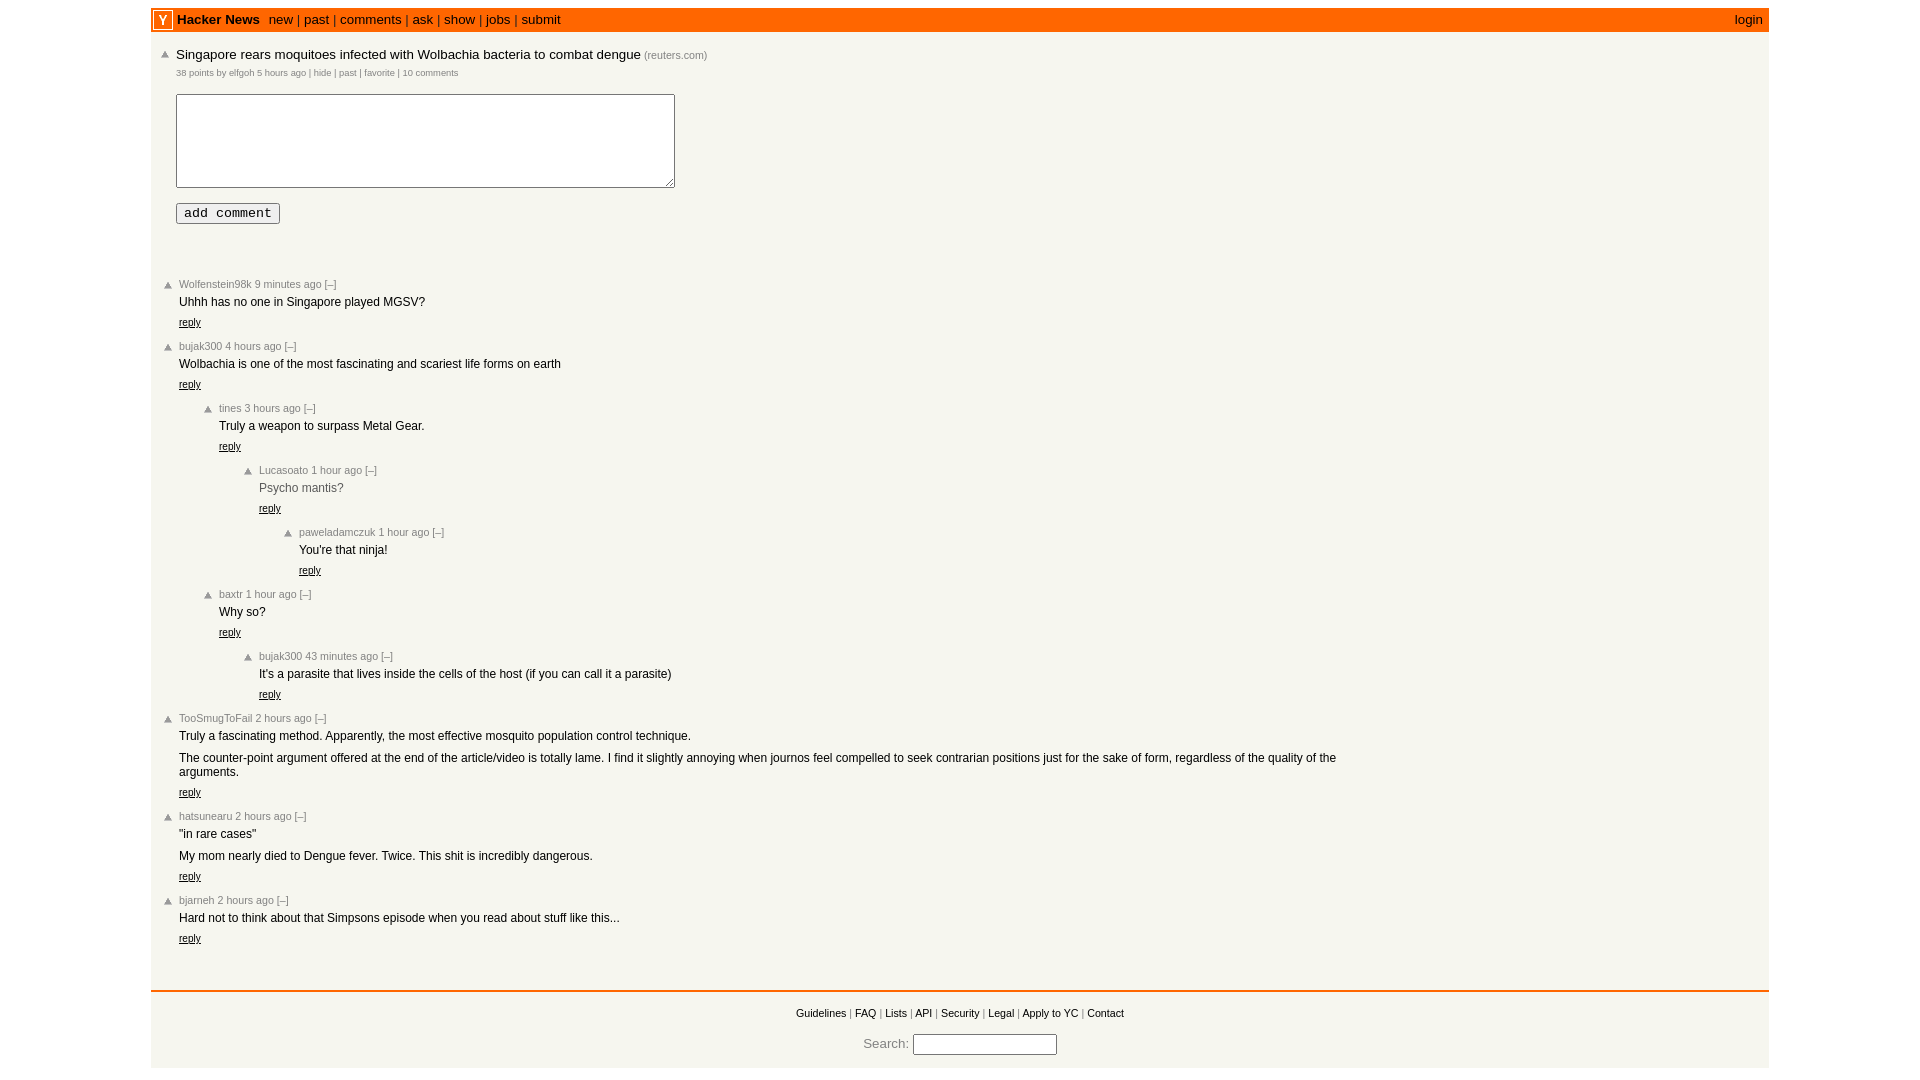 Y Hacker News new | past | comments | ask | show | jobs | submit login
Singapore rears moquitoes infected with Wolbachia bacteria to combat dengue (reuters.com)
38 points by elfgoh 5 hours ago | hide | past | favorite | 10 comments
add comment
Wolfenstein98k 9 minutes ago [–]
Uhhh has no one in Singapore played MGSV?
reply
bujak300 4 hours ago [–]
Wolbachia is one of the most fascinating and scariest life forms on earth
reply
tines 3 hours ago [–]
Truly a weapon to surpass Metal Gear.
reply
Lucasoato 1 hour ago [–]
Psycho mantis?
reply
paweladamczuk 1 hour ago [–]
You're that ninja!
reply
baxtr 1 hour ago [–]
Why so?
reply
bujak300 43 minutes ago [–]
It's a parasite that lives inside the cells of the host (if you can call it a parasite)
reply
TooSmugToFail 2 hours ago [–]
Truly a fascinating method. Apparently, the most effective mosquito population control technique.
The counter-point argument offered at the end of the article/video is totally lame. I find it slightly annoying when journos feel compelled to seek contrarian positions just for the sake of form, regardless of the quality of the
arguments.
reply
hatsunearu 2 hours ago [–]
"in rare cases"
My mom nearly died to Dengue fever. Twice. This shit is incredibly dangerous.
reply
bjarneh 2 hours ago [–]
Hard not to think about that Simpsons episode when you read about stuff like this...
reply
Guidelines | FAQ | Lists | API | Security | Legal | Apply to YC | Contact
Search: